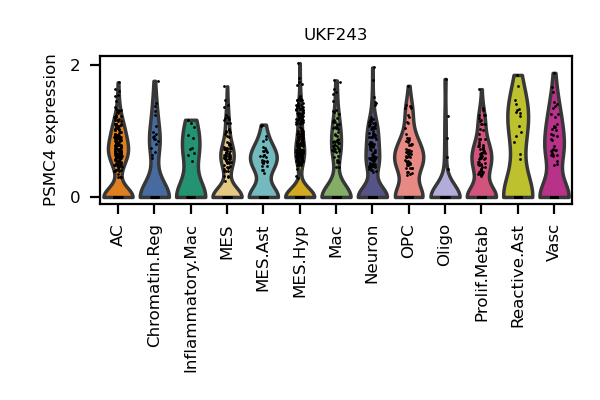 UKF243
PSMC4 expression
2
0
AC
Chromatin.Reg
Inflammatory.Mac
MES
MES.Ast
MES.Hyp
Mac
Neuron
OPC
Oligo
Prolif.Metab
Reactive.Ast
Vasc